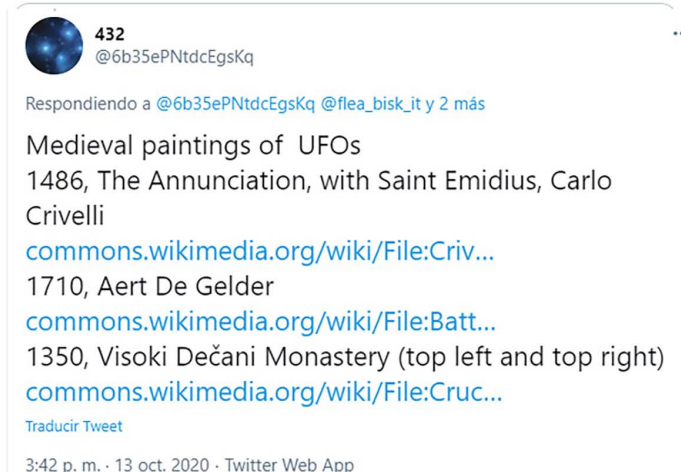 432
@6b35ePNtdcEgsKq
Respondiendo a @6b35ePNtdcEgsKq @flea_bisk_it y 2 más
Medieval paintings of  UFOs
1486, The Annunciation, with Saint Emidius, Carlo
Crivelli
commons.wikimedia.org/wiki/File:Criv...
1710, Aert De Gelder
commons.wikimedia.org/wiki/File:Batt...
1350, Visoki Dečani Monastery (top left and top right)
commons.wikimedia.org/wiki/File:Cruc...
Traducir Tweet
3:42 p. m. · 13 oct. 2020 · Twitter Web App